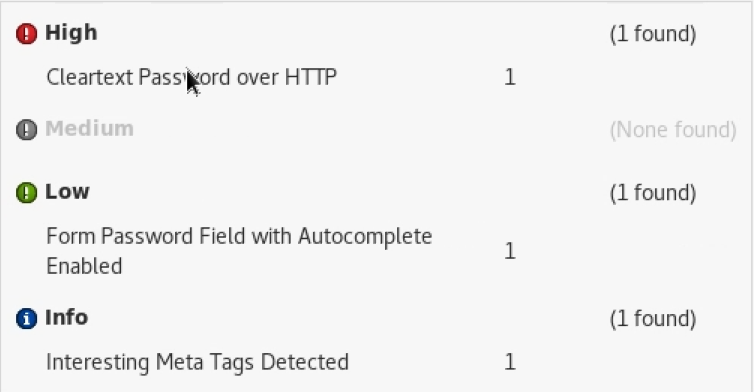 High (1 found)
Cleartext Password over HTTP 1
Medium (None found)
Low (1 found)
Form Password Field with Autocomplete
Enabled 1
Info (1 found)
Interesting Meta Tags Detected 1